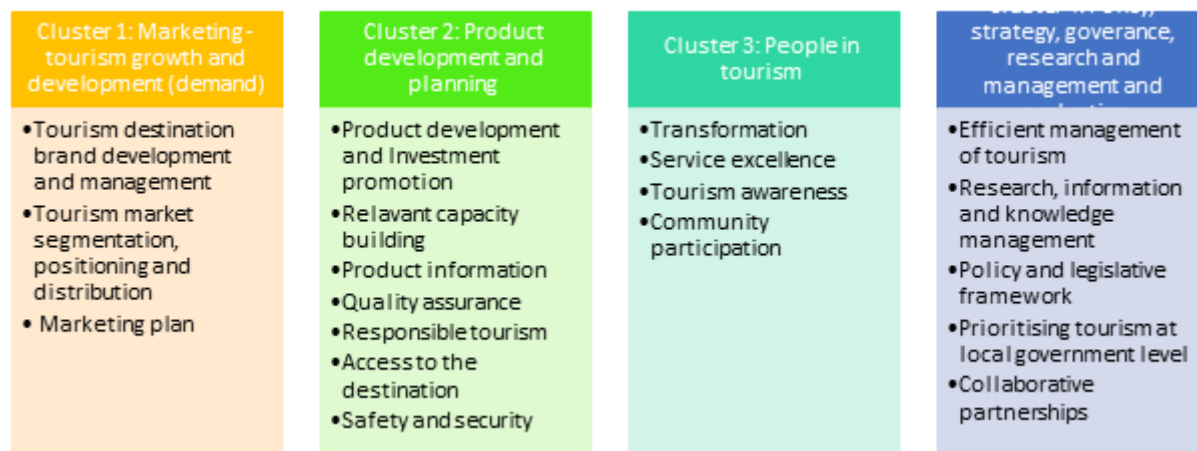 Cluster 1: Marketing -
tourism growth and
development (demand)
•Tourism destination
brand development
and management
•Tourism market
segmentation,
positioning and
distribution
• Marketing plan
Cluster 2: Product
development and
planning
•Product development
and Investment
promotion
•Relavant capacity
building
•Product information
•Quality assurance
•Responsible tourism
•Access to the
destination
•Safety and security
Cluster 3: People in
tourism
•Transformation
•Service excellence
•Tourism awareness
•Community
participation
strategy, goverance,
research and
management and
•Efficient management
of tourism
•Research, information
and knowledge
management
•Policy and legislative
framework
•Prioritising tourism at
local government level
•Collaborative
partnerships